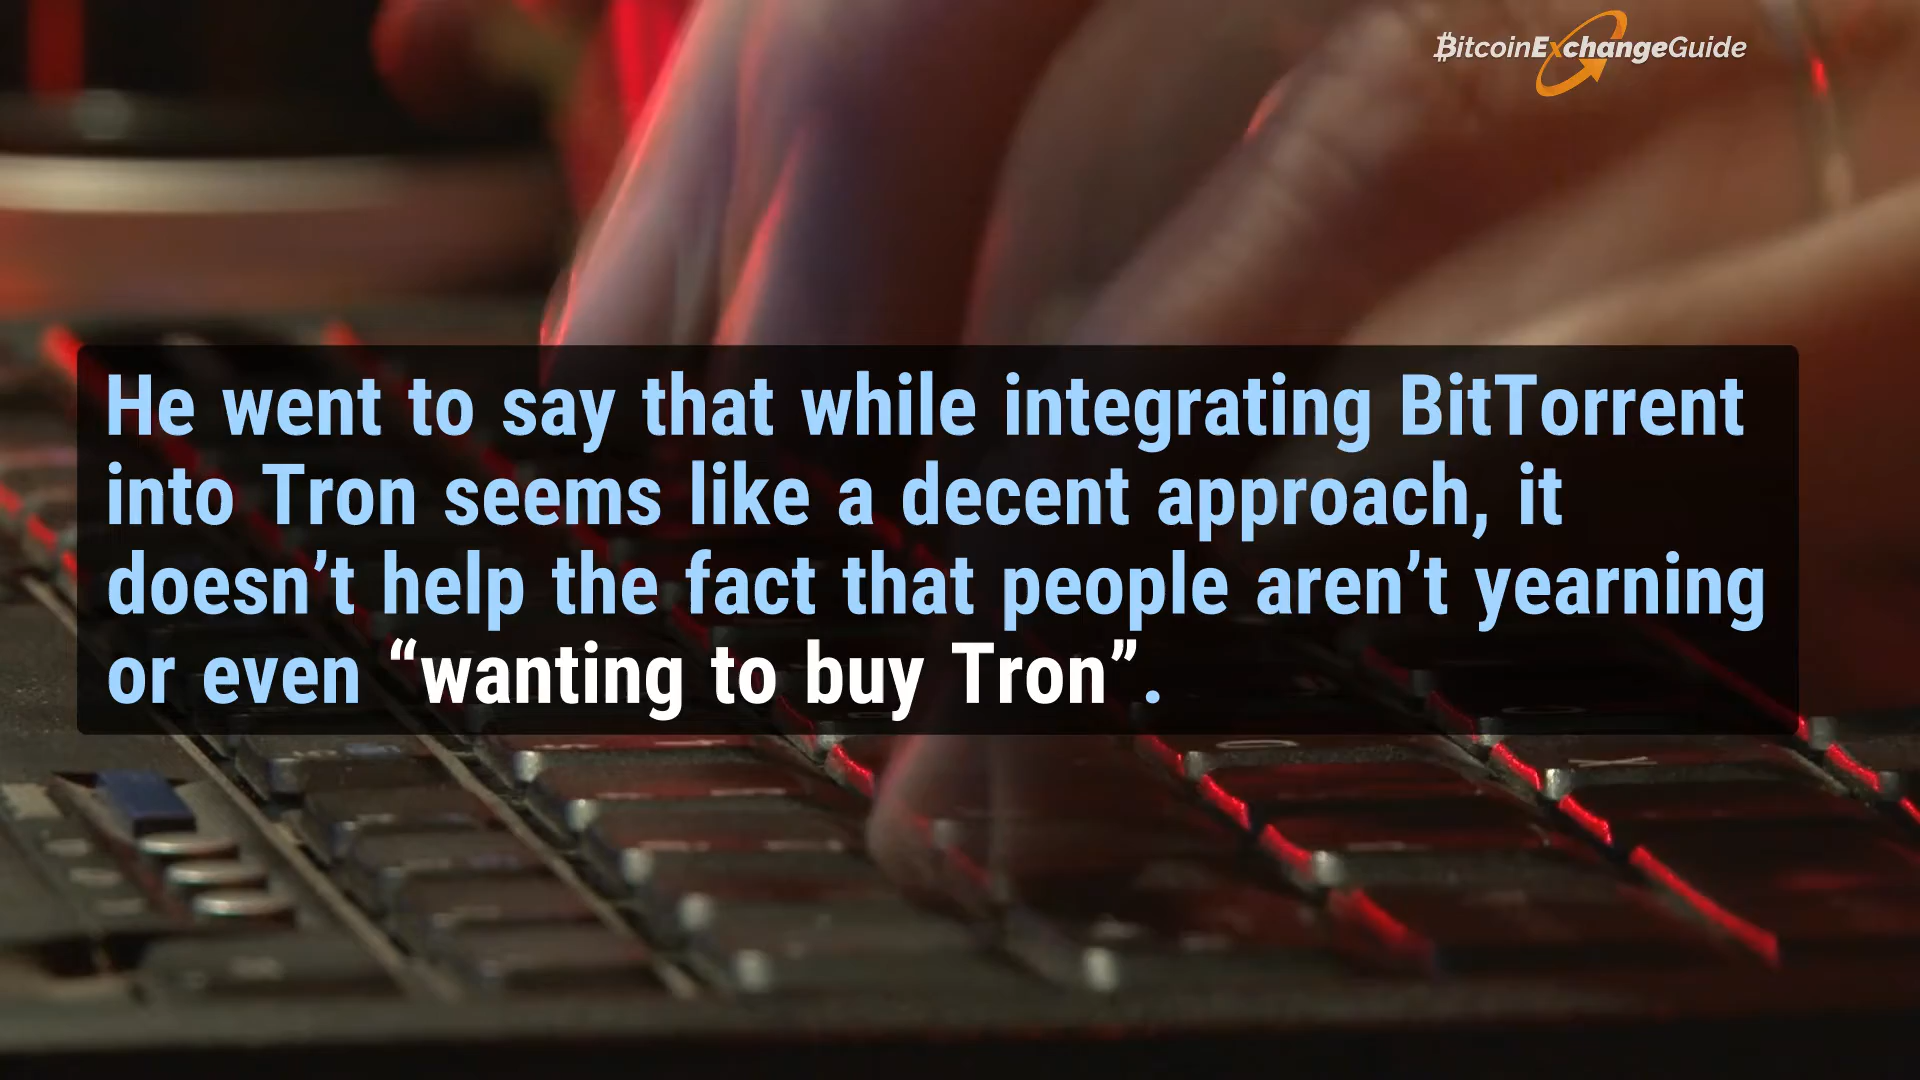 BitcoinExchangeGuide
He went to say that while integrating BitTorrent
into Tron seems like a decent approach, it
doesn’t help the fact that people aren’t yearning
or even “wanting to buy Tron”.